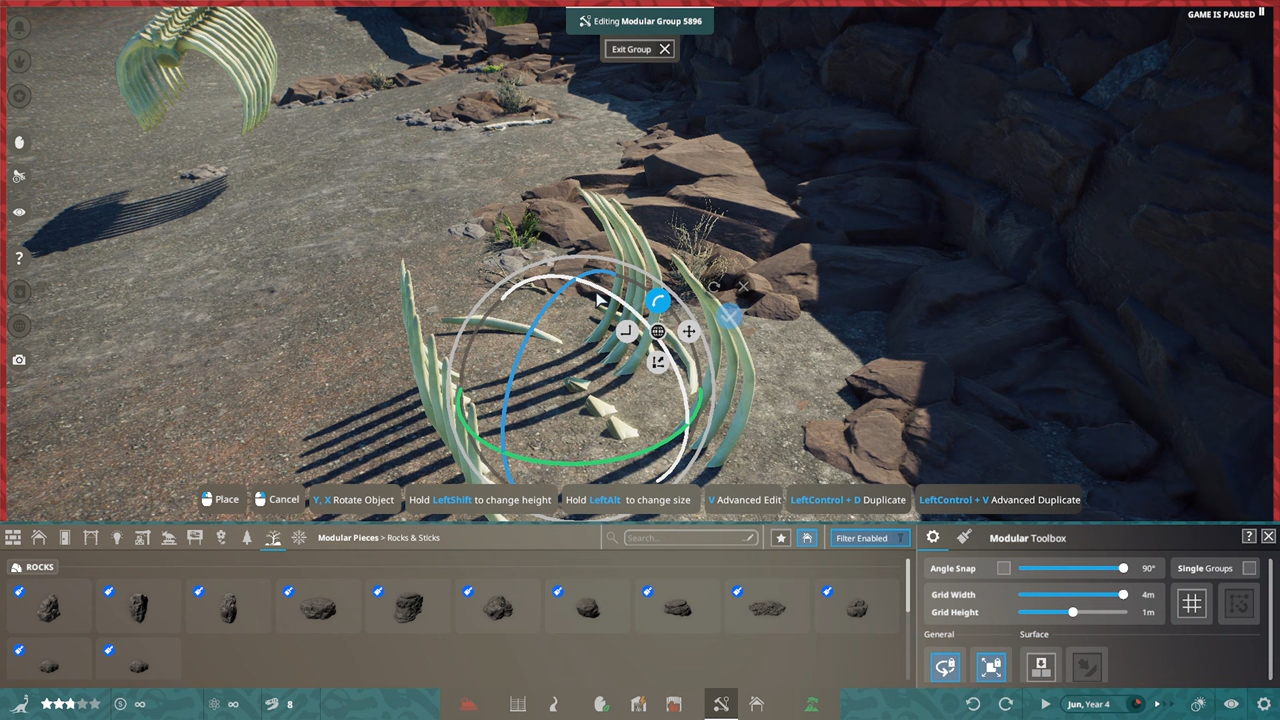 Editing Modular Group 5896
GAME IS PAUSED
Exit Group
Place
Cancel
Y, X Rotate Object
Hold LeftShift to change height
Hold LeftAlt to change size
V Advanced Edit
LeftControl + D Duplicate
LeftControl + V Advanced Duplicate
Modular Pieces > Rocks & Sticks
Search...
Filter Enabled
Modular Toolbox
?
ROCKS
Angle Snap
90°
Single Groups
Grid Width
4m
Grid Height
1m
General
Surface
∞
∞
8
Jun, Year 4